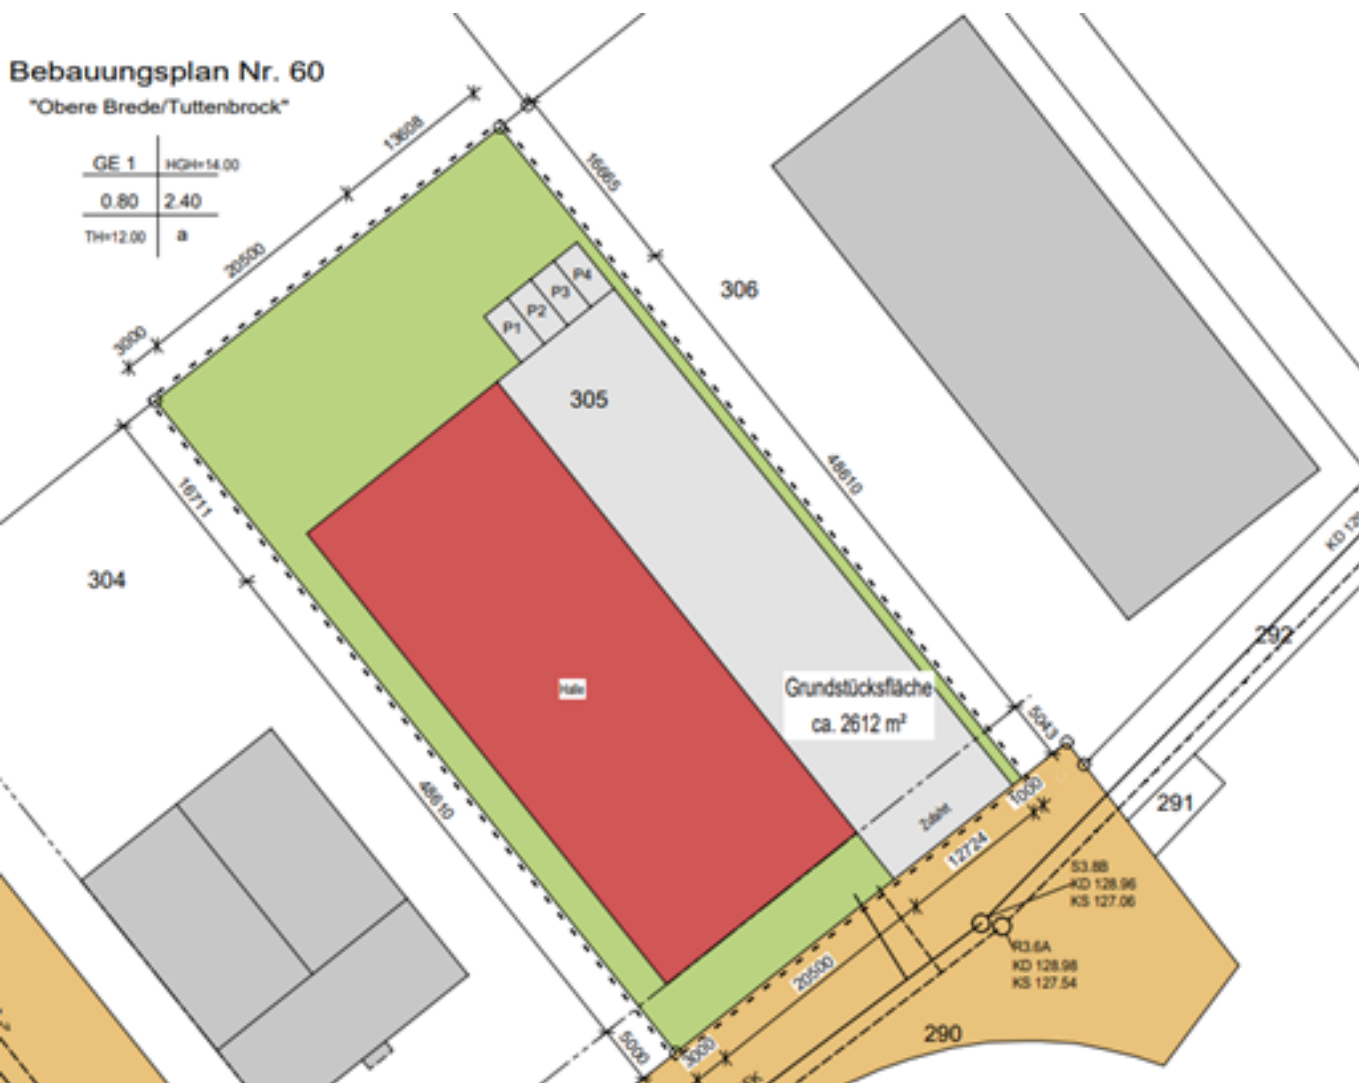 Bebauungsplan Nr. 60
"Obere Brede/Tuttenbrock"
GE 1 HGH=14.00
0.80 2.40
TH=12.00 a
13608
20500
3000
16665
306
P1 P2 P3 P4
305
48610
16711
304
Halle
Grundstücksfläche
ca. 2612 m²
5043
1000
Zufahrt
12724
20500
3000
5000
48610
292
291
S3.8B
KD 128.96
KS 127.06
R3.6A
KD 128.98
KS 127.54
290